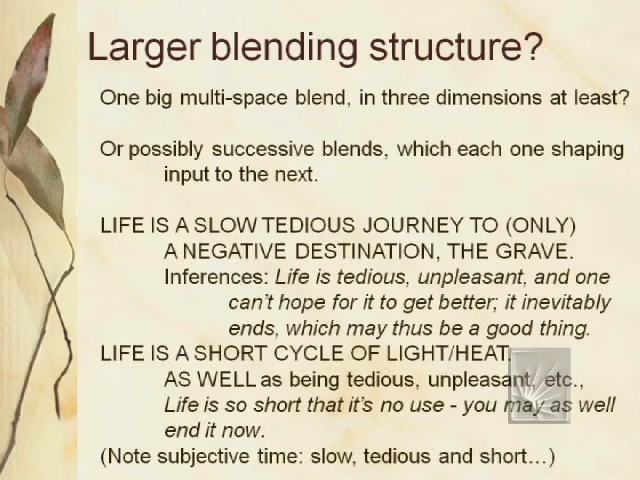 Larger blending structure?
One big multi-space blend, in three dimensions at least?
Or possibly successive blends, which each one shaping
input to the next.
LIFE IS A SLOW TEDIOUS JOURNEY TO (ONLY)
A NEGATIVE DESTINATION, THE GRAVE.
Inferences: Life is tedious, unpleasant, and one
can't hope for it to get better; it inevitably
ends, which may thus be a good thing.
LIFE IS A SHORT CYCLE OF LIGHT/HEAT.
AS WELL as being tedious, unpleasant, etc.,
Life is so short that it's no use - you may as well
end it now.
(Note subjective time: slow, tedious and short…)